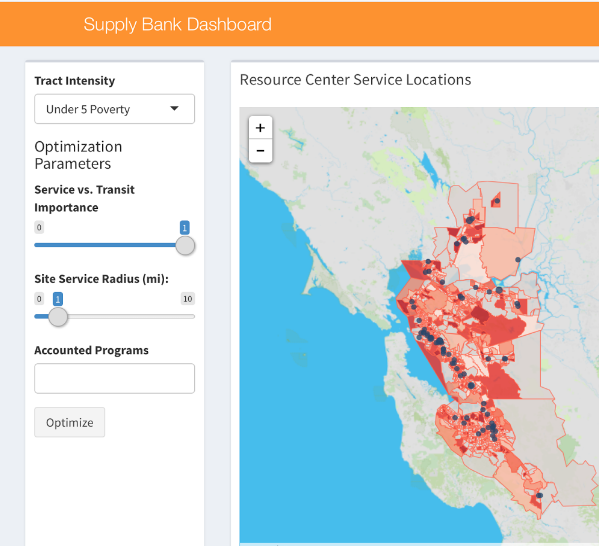 Supply Bank Dashboard
Tract Intensity
Under 5 Poverty
Optimization
Parameters
Service vs. Transit
Importance
0 1
Site Service Radius (mi):
0 1 10
Accounted Programs
Optimize
Resource Center Service Locations
+
−